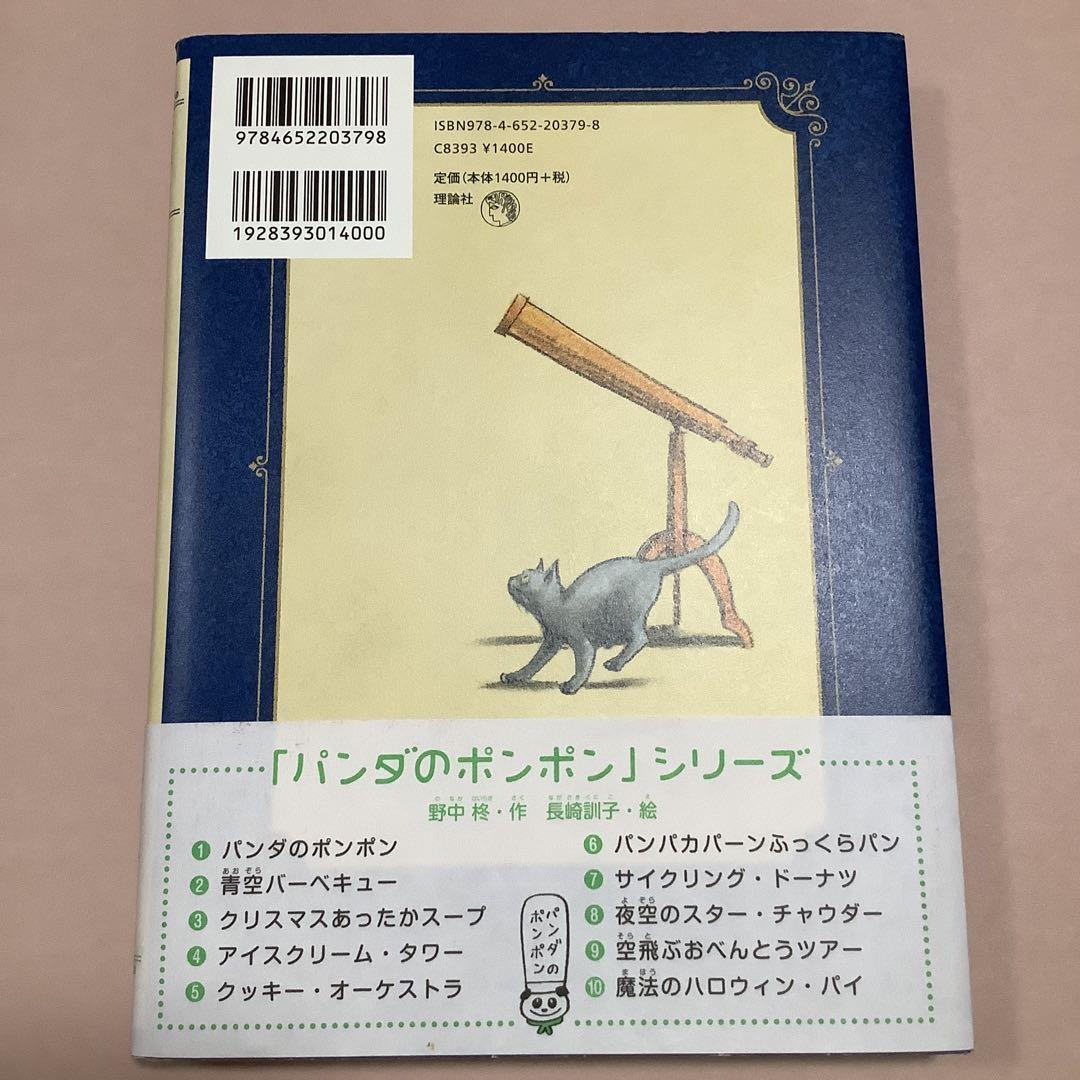 9784652203798
1928393014000
ISBN978-4-652-20379-8
C8393 ¥1400E
定価(本体1400円+税)
理論社
「パンダのポンポン」シリーズ
野中 柊・作 長崎訓子・絵
1 パンダのポンポン
2 青空バーベキュー
3 クリスマスあったかスープ
4 アイスクリーム・タワー
5 クッキー・オーケストラ
パンダの
ポンポン
6 パンパカパーンふっくらパン
7 サイクリング・ドーナツ
8 夜空のスター・チャウダー
9 空飛ぶおべんとうツアー
10 魔法のハロウィン・パイ